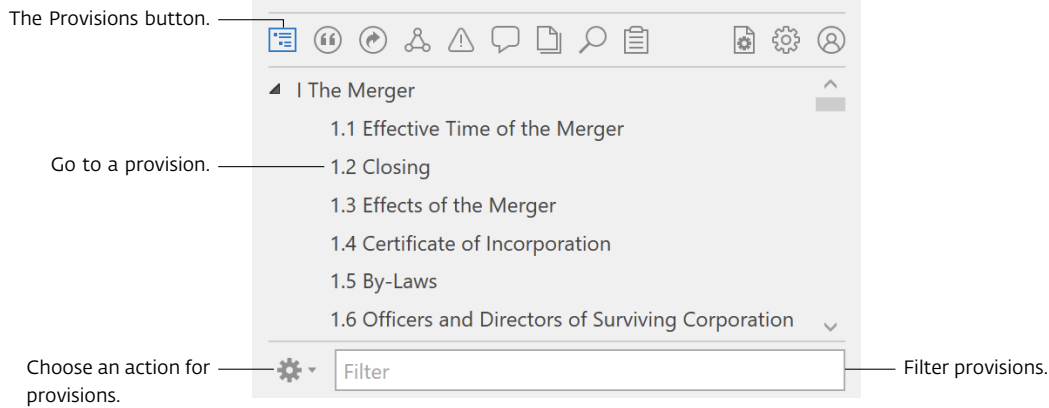 The Provisions button.
I The Merger
1.1 Effective Time of the Merger
Go to a provision.
1.2 Closing
1.3 Effects of the Merger
1.4 Certificate of Incorporation
1.5 By-Laws
1.6 Officers and Directors of Surviving Corporation
Choose an action for
provisions.
Filter
Filter provisions.